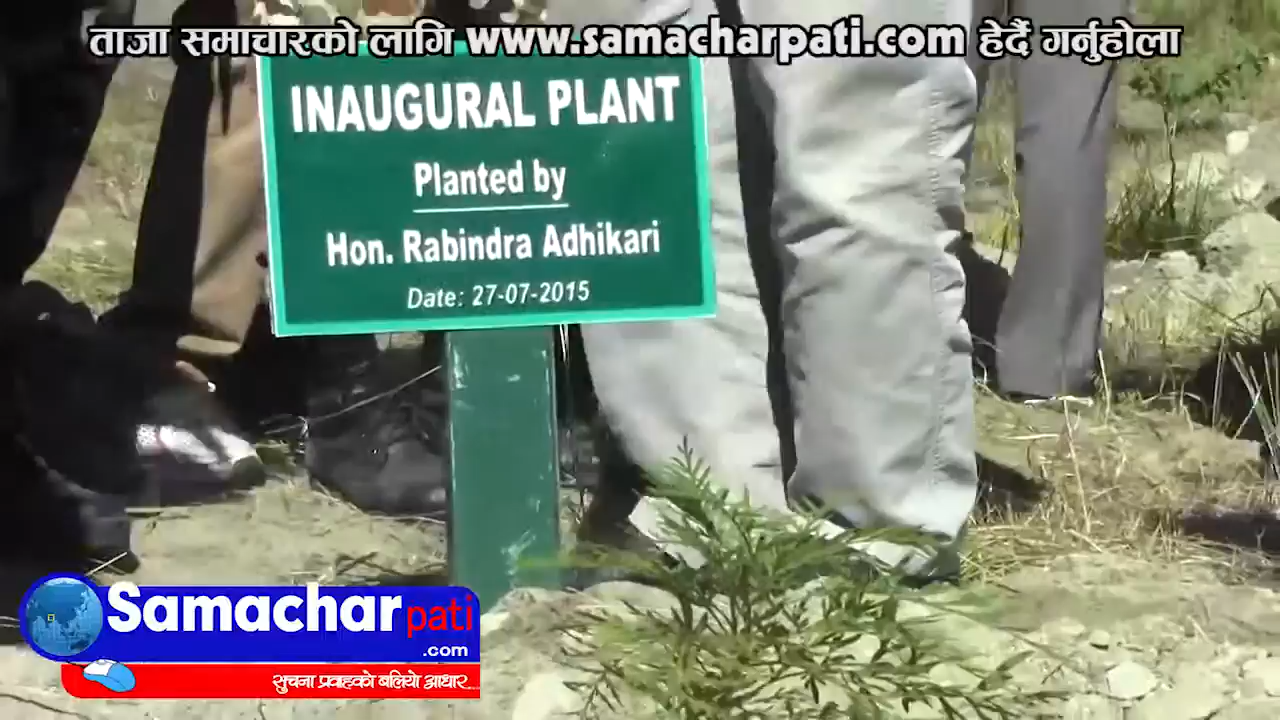 ताजा समाचारको लागि www.samacharpati.com हेर्दै गर्नुहोला
INAUGURAL PLANT
Planted by
Hon. Rabindra Adhikari
Date: 27-07-2015
Samacharpati
.com
सुचना प्रवाहको बलियो आधार